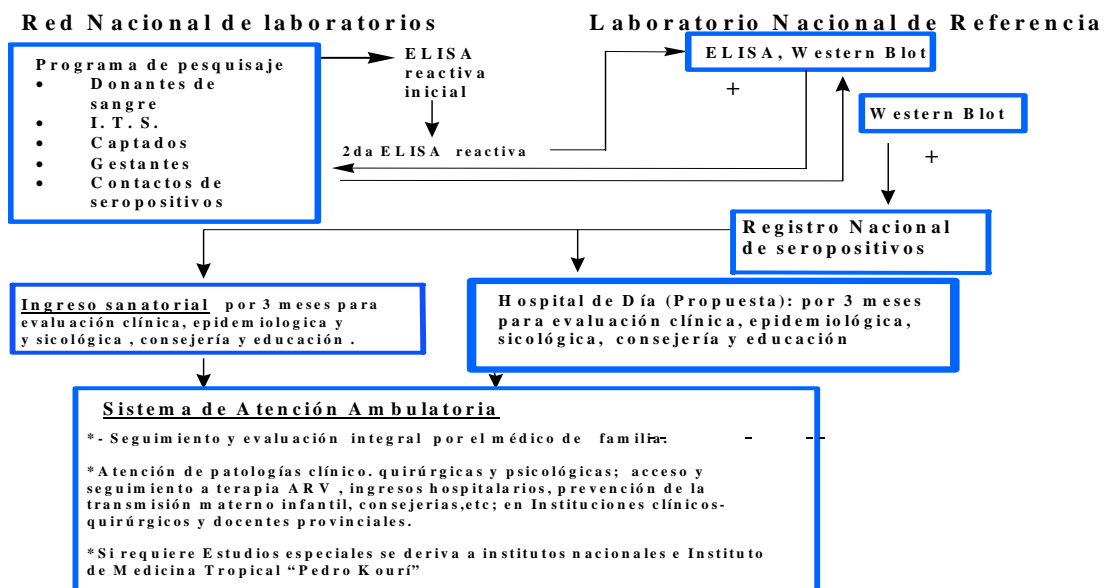 Red Nacional de laboratorios
Laboratorio Nacional de Referencia
Programa de pesquisaje
• Donantes de
sangre
• I. T. S.
• Captados
• Gestantes
• Contactos de
seropositivos
ELISA
reactiva
inicial
2da ELISA reactiva
ELISA, Western Blot
+
Western Blot
+
Registro Nacional
de seropositivos
Ingreso sanatorial por 3 meses para
evaluación clínica, epidemiologica y
y sicológica , consejería y educación .
Hospital de Día (Propuesta): por 3 meses
para evaluación clínica, epidemiológica,
sicológica, consejería y educación
Sistema de Atención Ambulatoria
*- Seguimiento y evaluación integral por el médico de familia.
*Atención de patologías clínico. quirúrgicas y psicológicas; acceso y
seguimiento a terapia ARV , ingresos hospitalarios, prevención de la
transmisión materno infantil, consejerias,etc; en Instituciones clínicos-
quirúrgicos y docentes provinciales.
*Si requiere Estudios especiales se deriva a institutos nacionales e Instituto
de Medicina Tropical “Pedro Kourí”